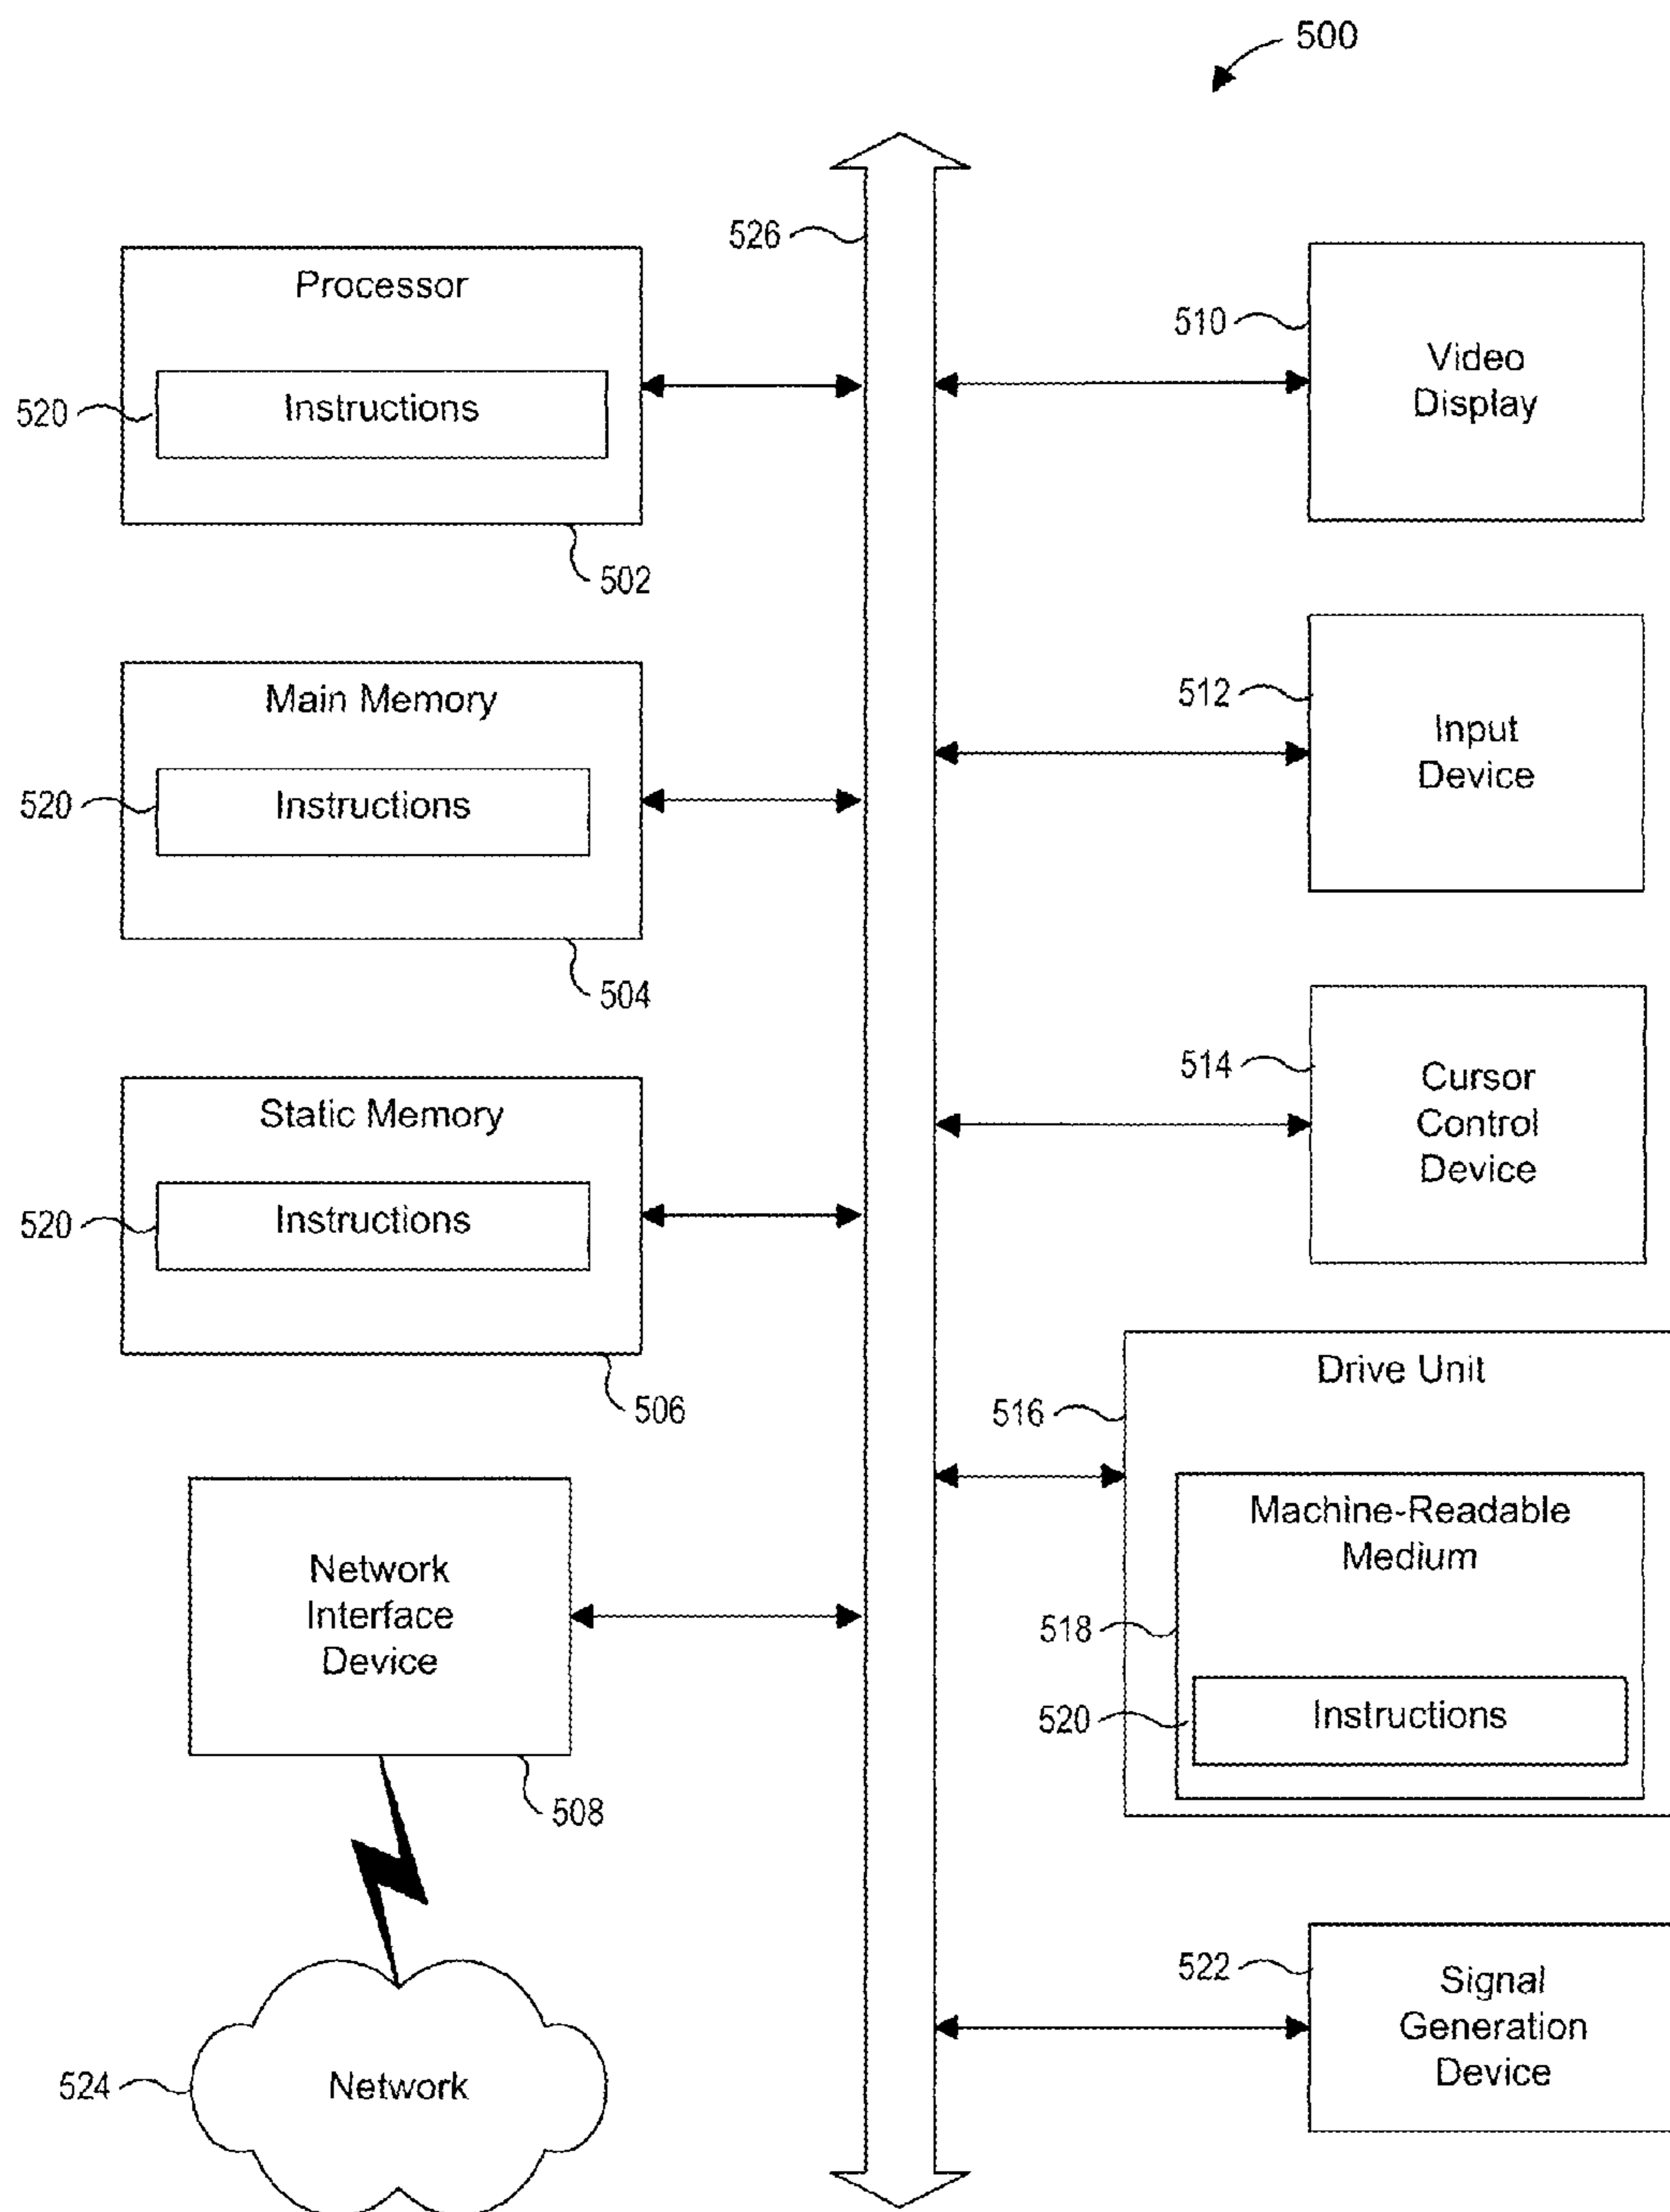 500
526
Processor
520
Instructions
502
Main Memory
520
Instructions
504
Static Memory
520
Instructions
506
Network
Interface
Device
508
524
Network
510
Video
Display
512
Input
Device
514
Cursor
Control
Device
Drive Unit
516
Machine-Readable
Medium
518
520
Instructions
522
Signal
Generation
Device